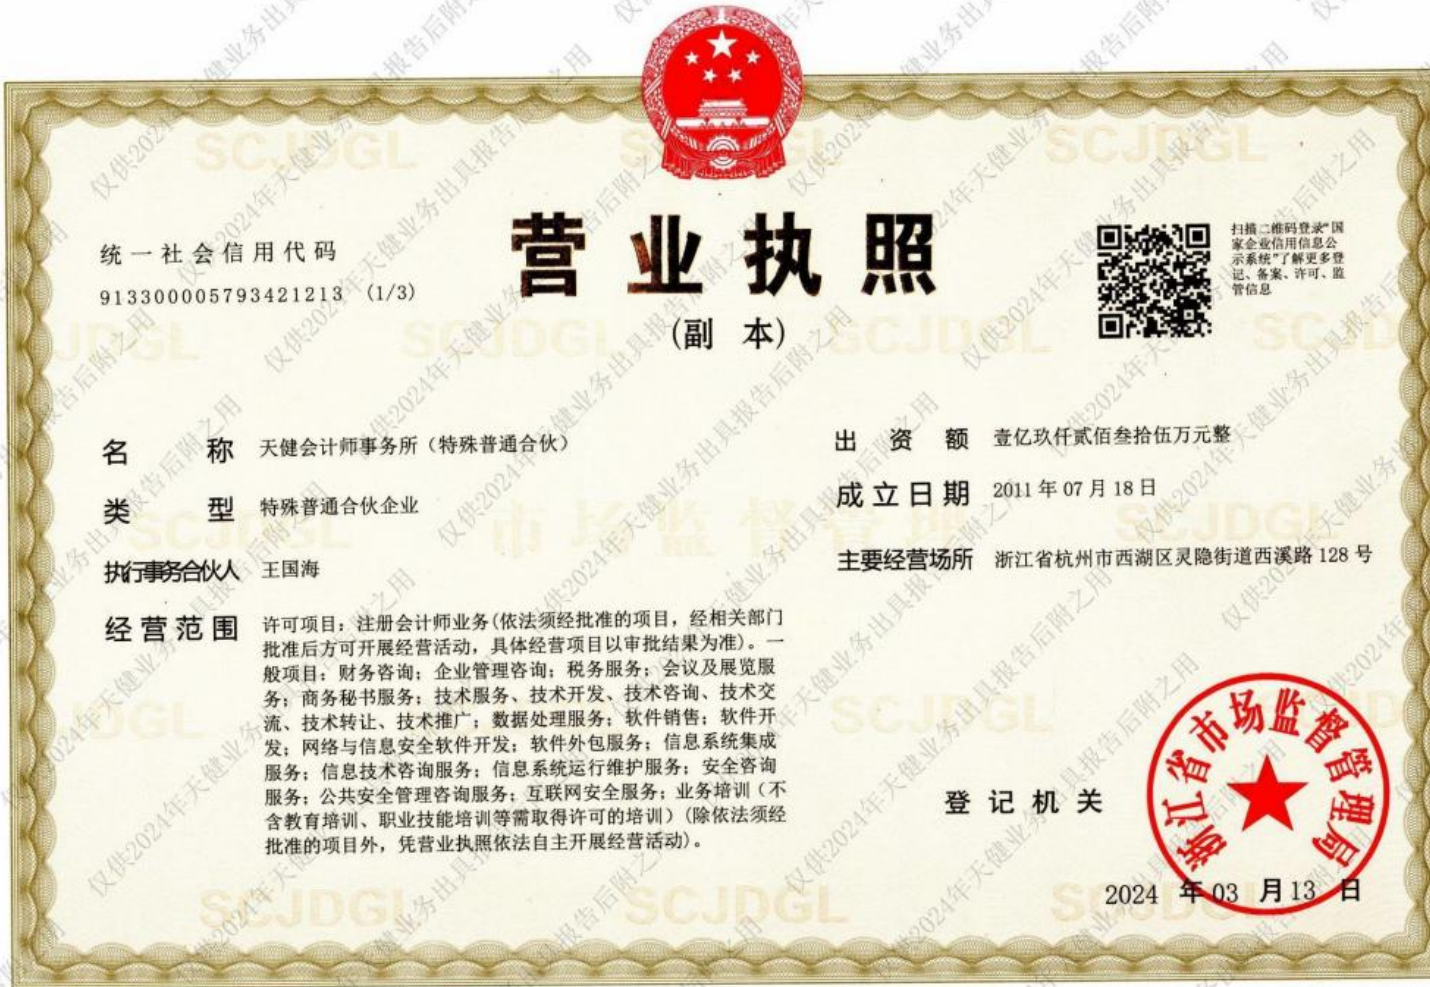 营业执照
(副 本)
统一社会信用代码
913300005793421213 (1/3)
扫描二维码登录"国
家企业信用信息公
示系统"了解更多登
记、备案、许可、监
管信息
名 称 天健会计师事务所（特殊普通合伙）
类 型 特殊普通合伙企业
执行事务合伙人 王国海
经营范围 许可项目：注册会计师业务(依法须经批准的项目，经相关部门
批准后方可开展经营活动，具体经营项目以审批结果为准)。一
般项目：财务咨询；企业管理咨询；税务服务；会议及展览服
务；商务秘书服务；技术服务、技术开发、技术咨询、技术交
流、技术转让、技术推广；数据处理服务；软件销售；软件开
发；网络与信息安全软件开发；软件外包服务；信息系统集成
服务；信息技术咨询服务；信息系统运行维护服务；安全咨询
服务；公共安全管理咨询服务；互联网安全服务；业务培训（不
含教育培训、职业技能培训等需取得许可的培训）(除依法须经
批准的项目外，凭营业执照依法自主开展经营活动)。
出 资 额 壹亿玖仟贰佰叁拾伍万元整
成立日期 2011 年 07 月 18 日
主要经营场所 浙江省杭州市西湖区灵隐街道西溪路 128 号
登记机关
浙江省市场监督管理局
2024 年 03 月 13 日
SCJDGL
市场监督管理
仅供2024年天健业务出具报告后附之用